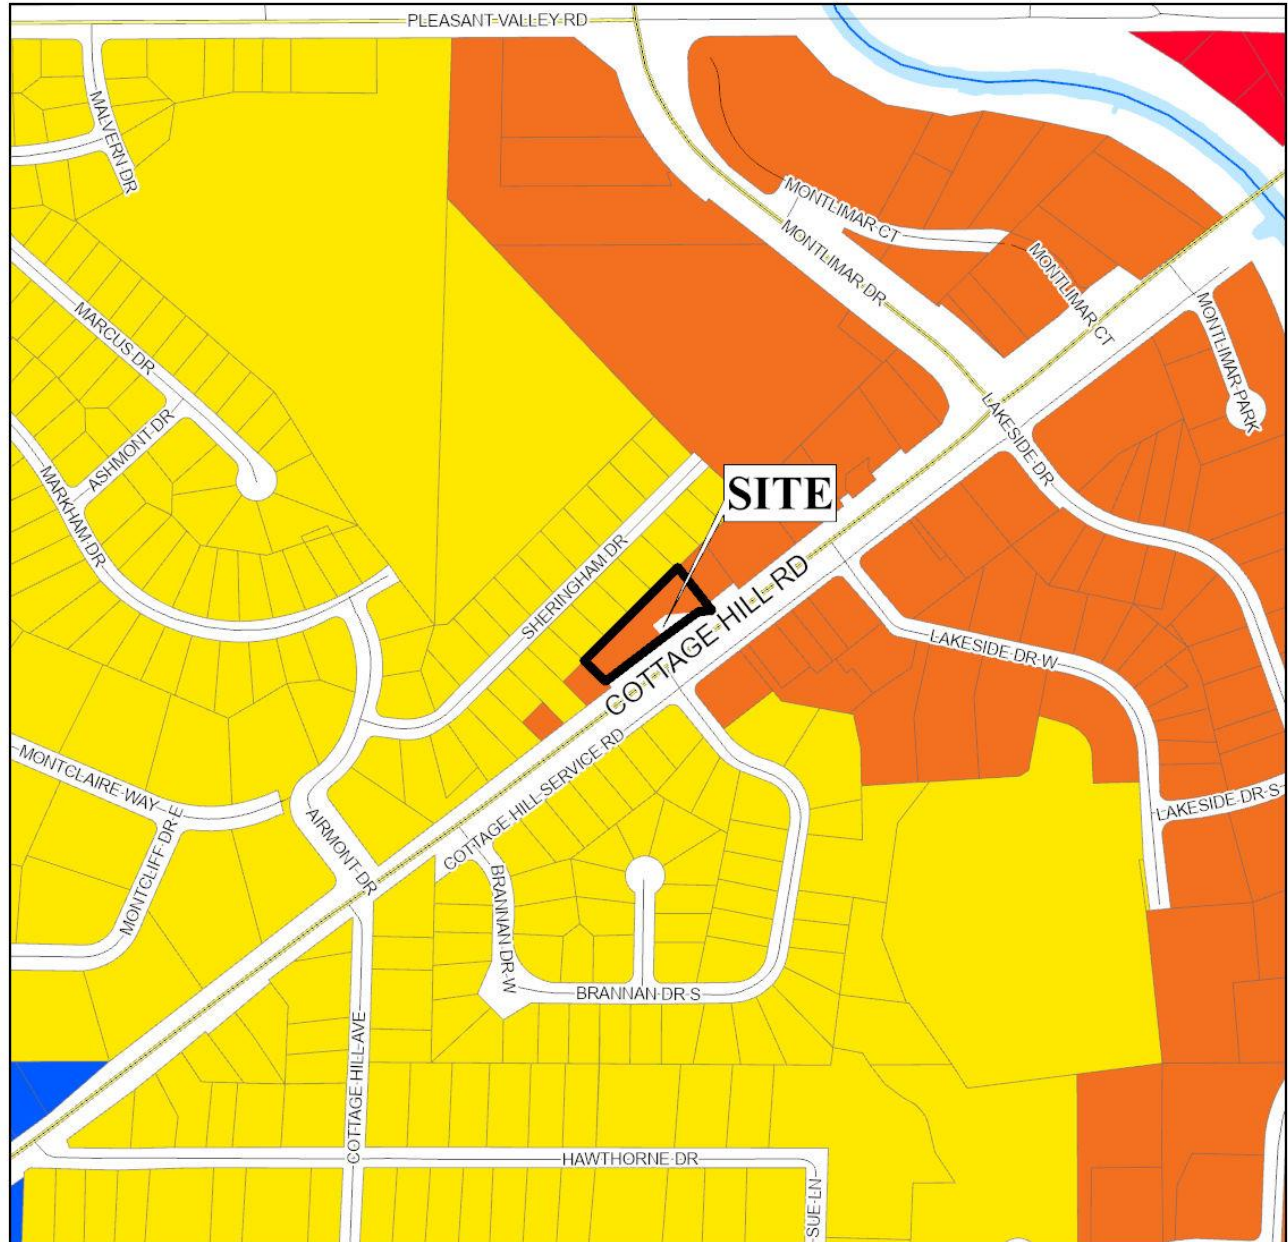 PLEASANT VALLEY RD
MALVERN DR
MONTLIMAR CT
MONTLIMAR DR
MONTLIMAR CT
MONTLIMAR PARK
MARCUS DR
ASHMONT DR
MARKHAM DR
LAKESIDE DR
SITE
SHERINGHAM DR
COTTAGE HILL RD
LAKESIDE DR W
COTTAGE HILL SERVICE RD
MONTCLAIRE WAY
MONTCLIFF DR E
AIRMONT DR
LAKESIDE DR S
BRANNAN DR W
BRANNAN DR S
COTTAGE HILL AVE
HAWTHORNE DR
SUE LN